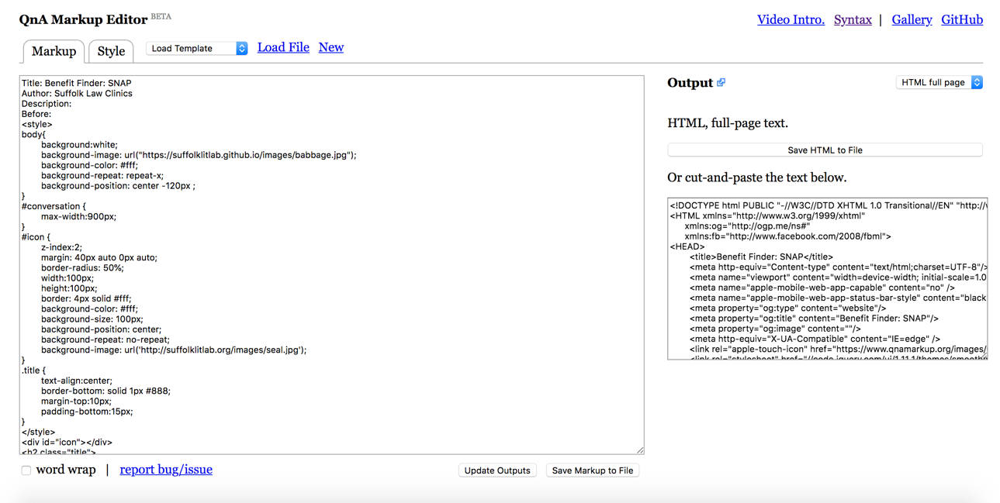 QnA Markup Editor BETA
Video Intro. Syntax | Gallery GitHub
Markup Style Load Template Load File New
Title: Benefit Finder: SNAP
Author: Suffolk Law Clinics
Description:
Before:
<style>
body{
background:white;
background-image: url("https://suffolklitlab.github.io/images/babbage.jpg");
background-color: #fff;
background-repeat: repeat-x;
background-position: center -120px ;
}
#conversation {
max-width:900px;
}
#icon {
z-index:2;
margin: 40px auto 0px auto;
border-radius: 50%;
width:100px;
height:100px;
border: 4px solid #fff;
background-color: #fff;
background-size: 100px;
background-position: center;
background-repeat: no-repeat;
background-image: url('http://suffolklitlab.org/images/seal.jpg');
}
.title {
text-align:center;
border-bottom: solid 1px #888;
margin-top:10px;
padding-bottom:15px;
}
</style>
<div id="icon"></div>
<h2 class="title">
word wrap | report bug/issue
Update Outputs Save Markup to File
Output HTML full page
HTML, full-page text.
Save HTML to File
Or cut-and-paste the text below.
<!DOCTYPE html PUBLIC "-//W3C//DTD XHTML 1.0 Transitional//EN" "http://
<HTML xmlns="http://www.w3.org/1999/xhtml"
xmlns:og="http://ogp.me/ns#"
xmlns:fb="http://www.facebook.com/2008/fbml">
<HEAD>
<title>Benefit Finder: SNAP</title>
<meta http-equiv="Content-type" content="text/html;charset=UTF-8"/>
<meta name="viewport" content="width=device-width; initial-scale=1.0
<meta name="apple-mobile-web-app-capable" content="no" />
<meta name="apple-mobile-web-app-status-bar-style" content="black
<meta property="og:type" content="website"/>
<meta property="og:title" content="Benefit Finder: SNAP"/>
<meta property="og:image" content=""/>
<meta http-equiv="X-UA-Compatible" content="IE=edge" />
<link rel="apple-touch-icon" href="https://www.qnamarkup.org/images/
<link rel="stylesheet" href="//code.jquery.com/ui/1.11.1/themes/smoothn